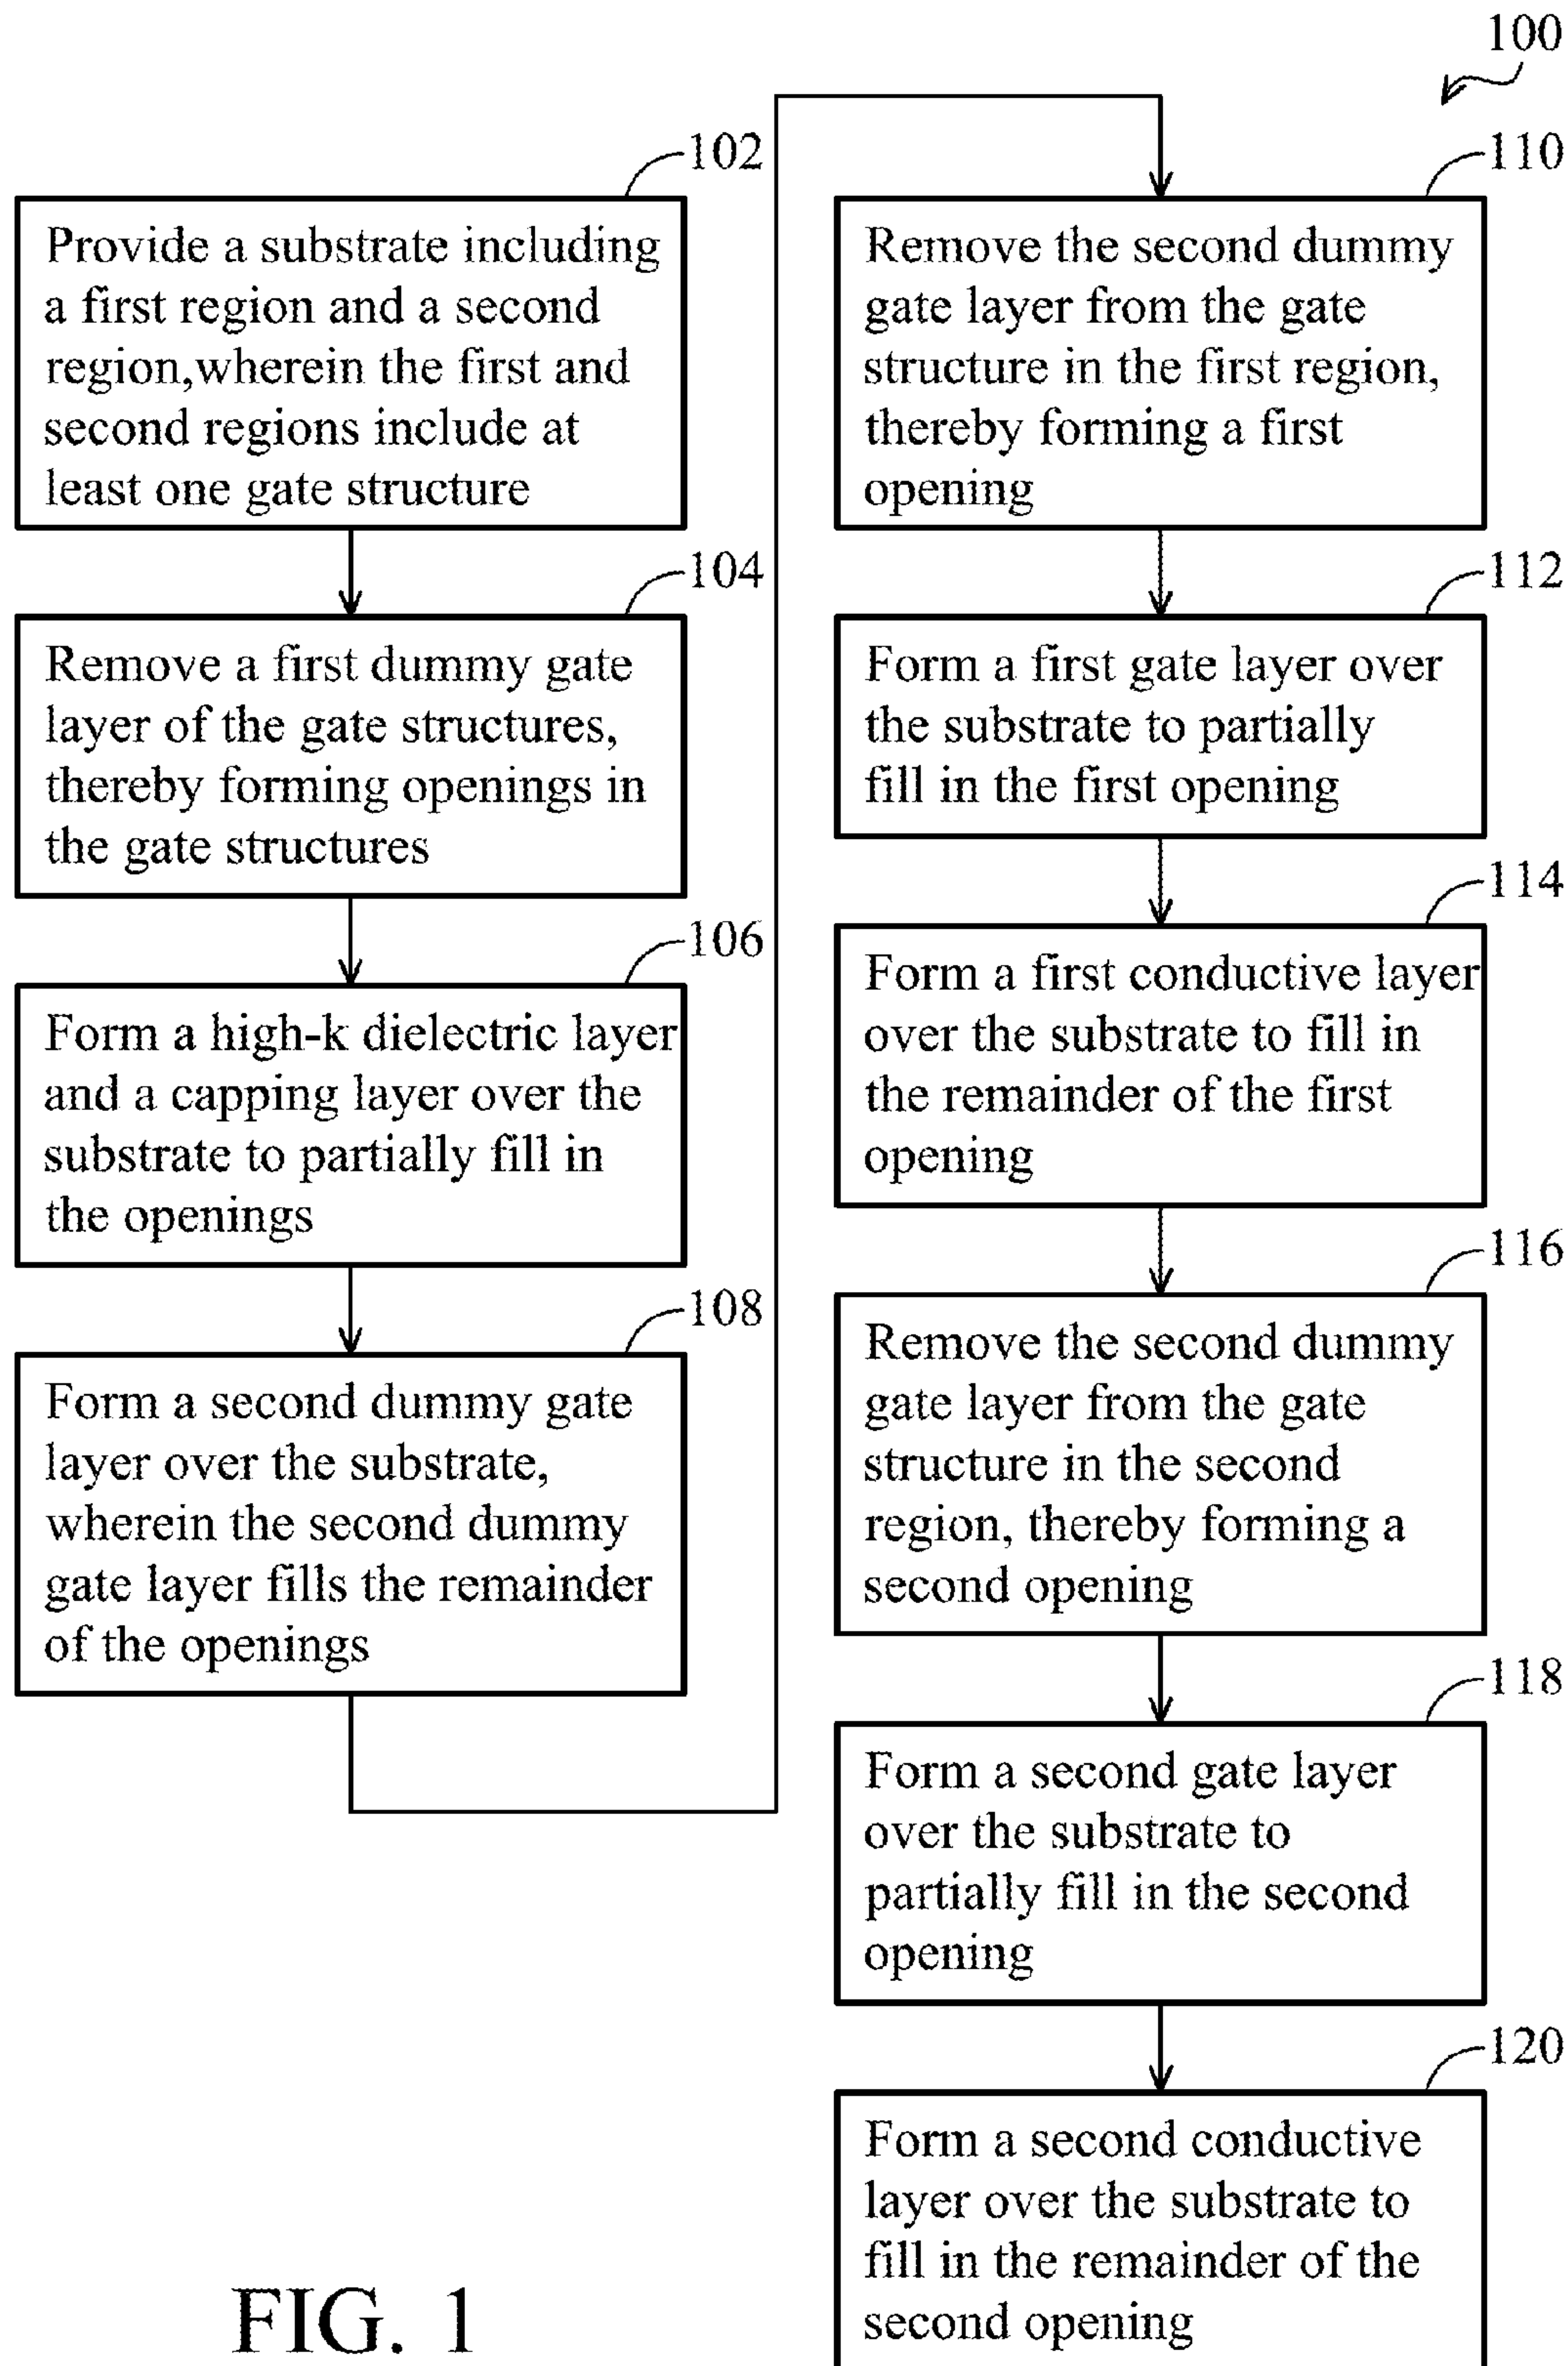 100
102
Provide a substrate including
a first region and a second
region,wherein the first and
second regions include at
least one gate structure
104
Remove a first dummy gate
layer of the gate structures,
thereby forming openings in
the gate structures
106
Form a high-k dielectric layer
and a capping layer over the
substrate to partially fill in
the openings
108
Form a second dummy gate
layer over the substrate,
wherein the second dummy
gate layer fills the remainder
of the openings
110
Remove the second dummy
gate layer from the gate
structure in the first region,
thereby forming a first
opening
112
Form a first gate layer over
the substrate to partially
fill in the first opening
114
Form a first conductive layer
over the substrate to fill in
the remainder of the first
opening
116
Remove the second dummy
gate layer from the gate
structure in the second
region, thereby forming a
second opening
118
Form a second gate layer
over the substrate to
partially fill in the second
opening
120
Form a second conductive
layer over the substrate to
fill in the remainder of the
second opening
FIG. 1